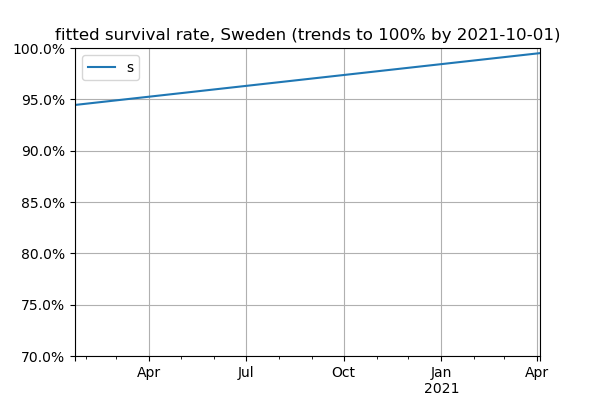 fitted survival rate, Sweden (trends to 100% by 2021-10-01)
100.0%
s
95.0%
90.0%
85.0%
80.0%
75.0%
70.0%
Apr Jul Oct Jan Apr
2021